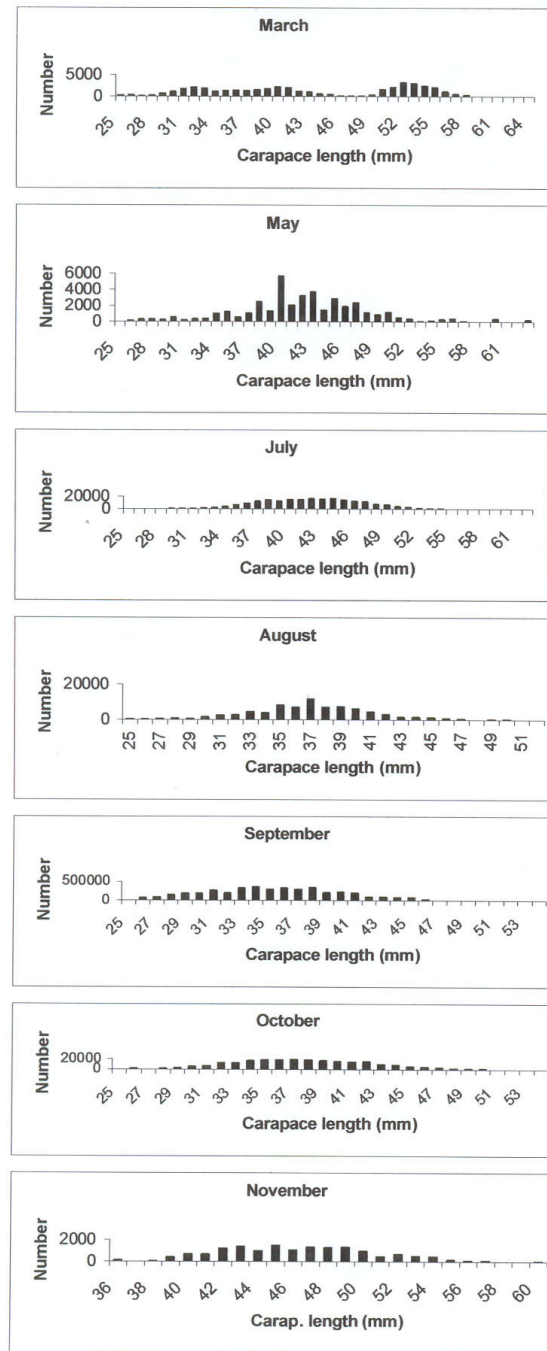 March
Number
5000
0
25 28 31 34 37 40 43 46 49 52 55 58 61 64
Carapace length (mm)
May
Number
6000
4000
2000
0
25 28 31 34 37 40 43 46 49 52 55 58 61
Carapace length (mm)
July
Number
20000
0
25 28 31 34 37 40 43 46 49 52 55 58 61
Carapace length (mm)
August
Number
20000
0
25 27 29 31 33 35 37 39 41 43 45 47 49 51
Carapace length (mm)
September
Number
500000
0
25 27 29 31 33 35 37 39 41 43 45 47 49 51 53
Carapace length (mm)
October
Number
20000
0
25 27 29 31 33 35 37 39 41 43 45 47 49 51 53
Carapace length (mm)
November
Number
2000
0
36 38 40 42 44 46 48 50 52 54 56 58 60
Carap. length (mm)